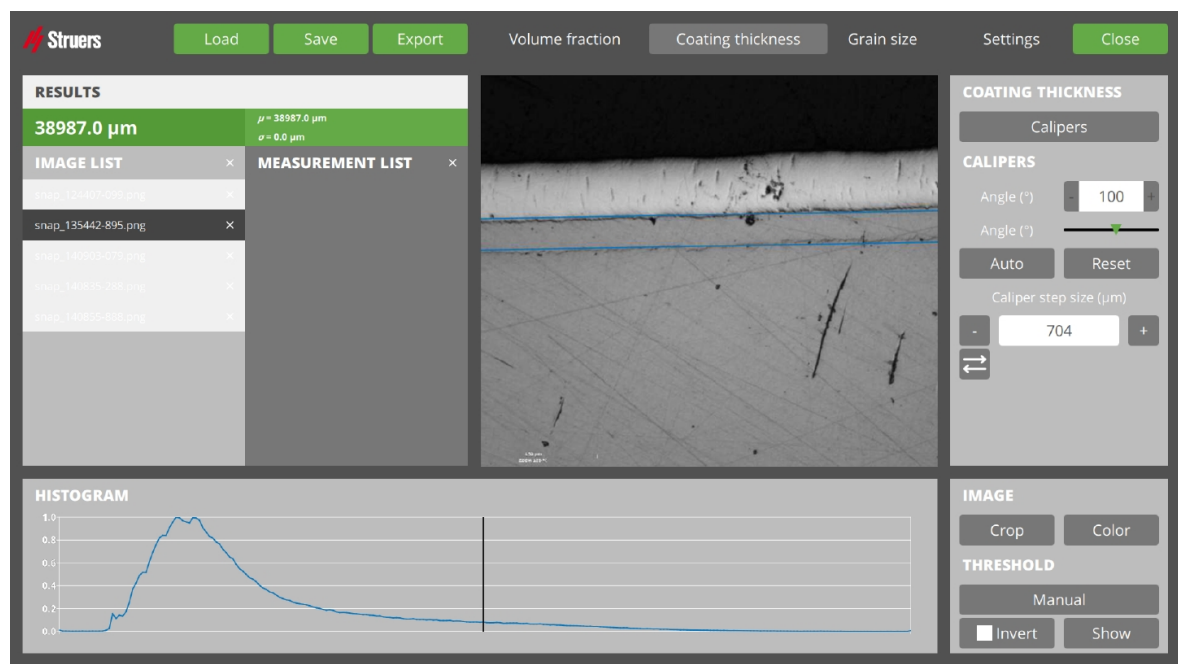 Struers
Load Save Export
Volume fraction Coating thickness Grain size
Settings Close
RESULTS
38987.0 μm
μ = 38987.0 μm
σ = 0.0 μm
IMAGE LIST ×
MEASUREMENT LIST ×
snap_135442-895.png ×
COATING THICKNESS
Calipers
CALIPERS
Angle (°) - 100 +
Angle (°)
Auto Reset
Caliper step size (μm)
- 704 +
HISTOGRAM
1.0
0.8
0.6
0.4
0.2
0.0
IMAGE
Crop Color
THRESHOLD
Manual
Invert Show